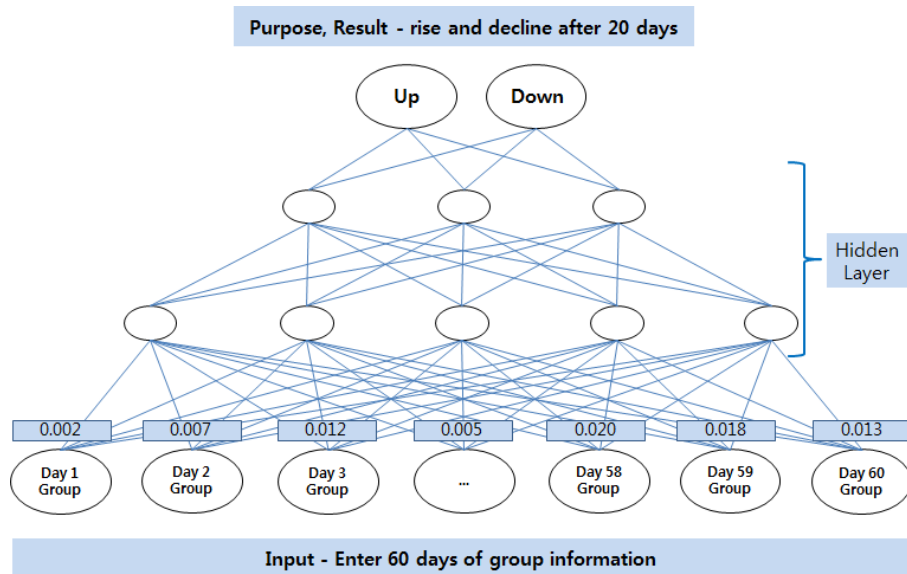 Purpose, Result - rise and decline after 20 days
Up
Down
Hidden
Layer
0.002
0.007
0.012
0.005
0.020
0.018
0.013
Day 1
Group
Day 2
Group
Day 3
Group
...
Day 58
Group
Day 59
Group
Day 60
Group
Input - Enter 60 days of group information